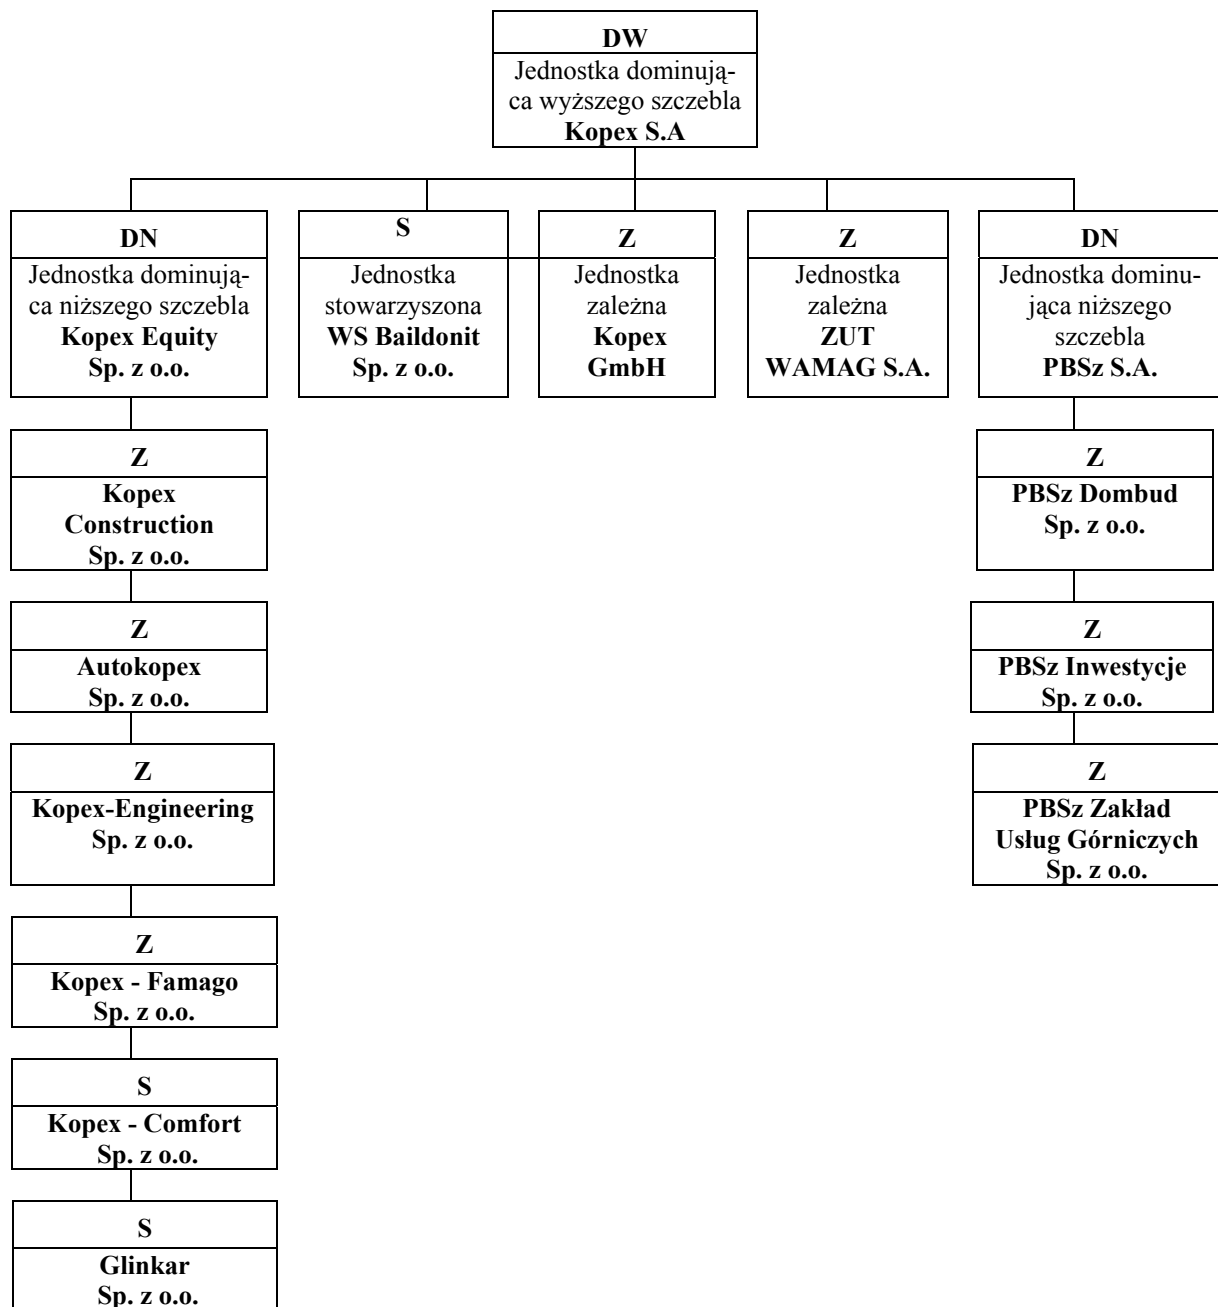 DW
Jednostka dominują-
ca wyższego szczebla
Kopex S.A
DN
Jednostka dominują-
ca niższego szczebla
Kopex Equity
Sp. z o.o.
S
Jednostka
stowarzyszona
WS Baildonit
Sp. z o.o.
Z
Jednostka
zależna
Kopex
GmbH
Z
Jednostka
zależna
ZUT
WAMAG S.A.
DN
Jednostka dominu-
jąca niższego
szczebla
PBSz S.A.
Z
Kopex
Construction
Sp. z o.o.
Z
Autokopex
Sp. z o.o.
Z
Kopex-Engineering
Sp. z o.o.
Z
Kopex - Famago
Sp. z o.o.
S
Kopex - Comfort
Sp. z o.o.
S
Glinkar
Sp. z o.o.
Z
PBSz Dombud
Sp. z o.o.
Z
PBSz Inwestycje
Sp. z o.o.
Z
PBSz Zakład
Usług Górniczych
Sp. z o.o.